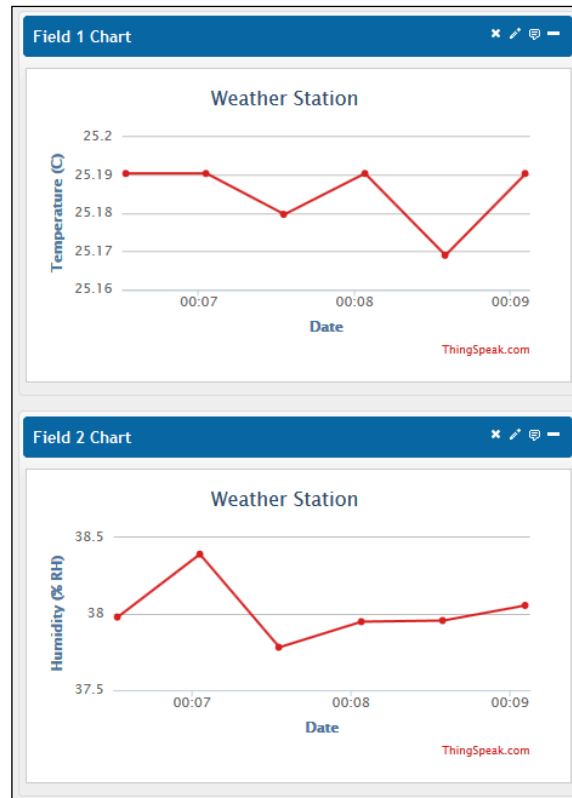 Field 1 Chart
Weather Station
Temperature (C)
25.2
25.19
25.18
25.17
25.16
00:07 00:08 00:09
Date
ThingSpeak.com
Field 2 Chart
Weather Station
Humidity (% RH)
38.5
38
37.5
00:07 00:08 00:09
Date
ThingSpeak.com